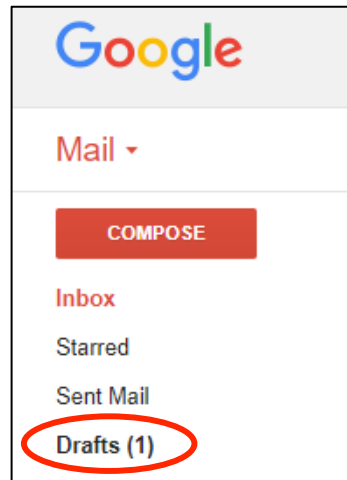 Google
Mail
COMPOSE
Inbox
Starred
Sent Mail
Drafts (1)